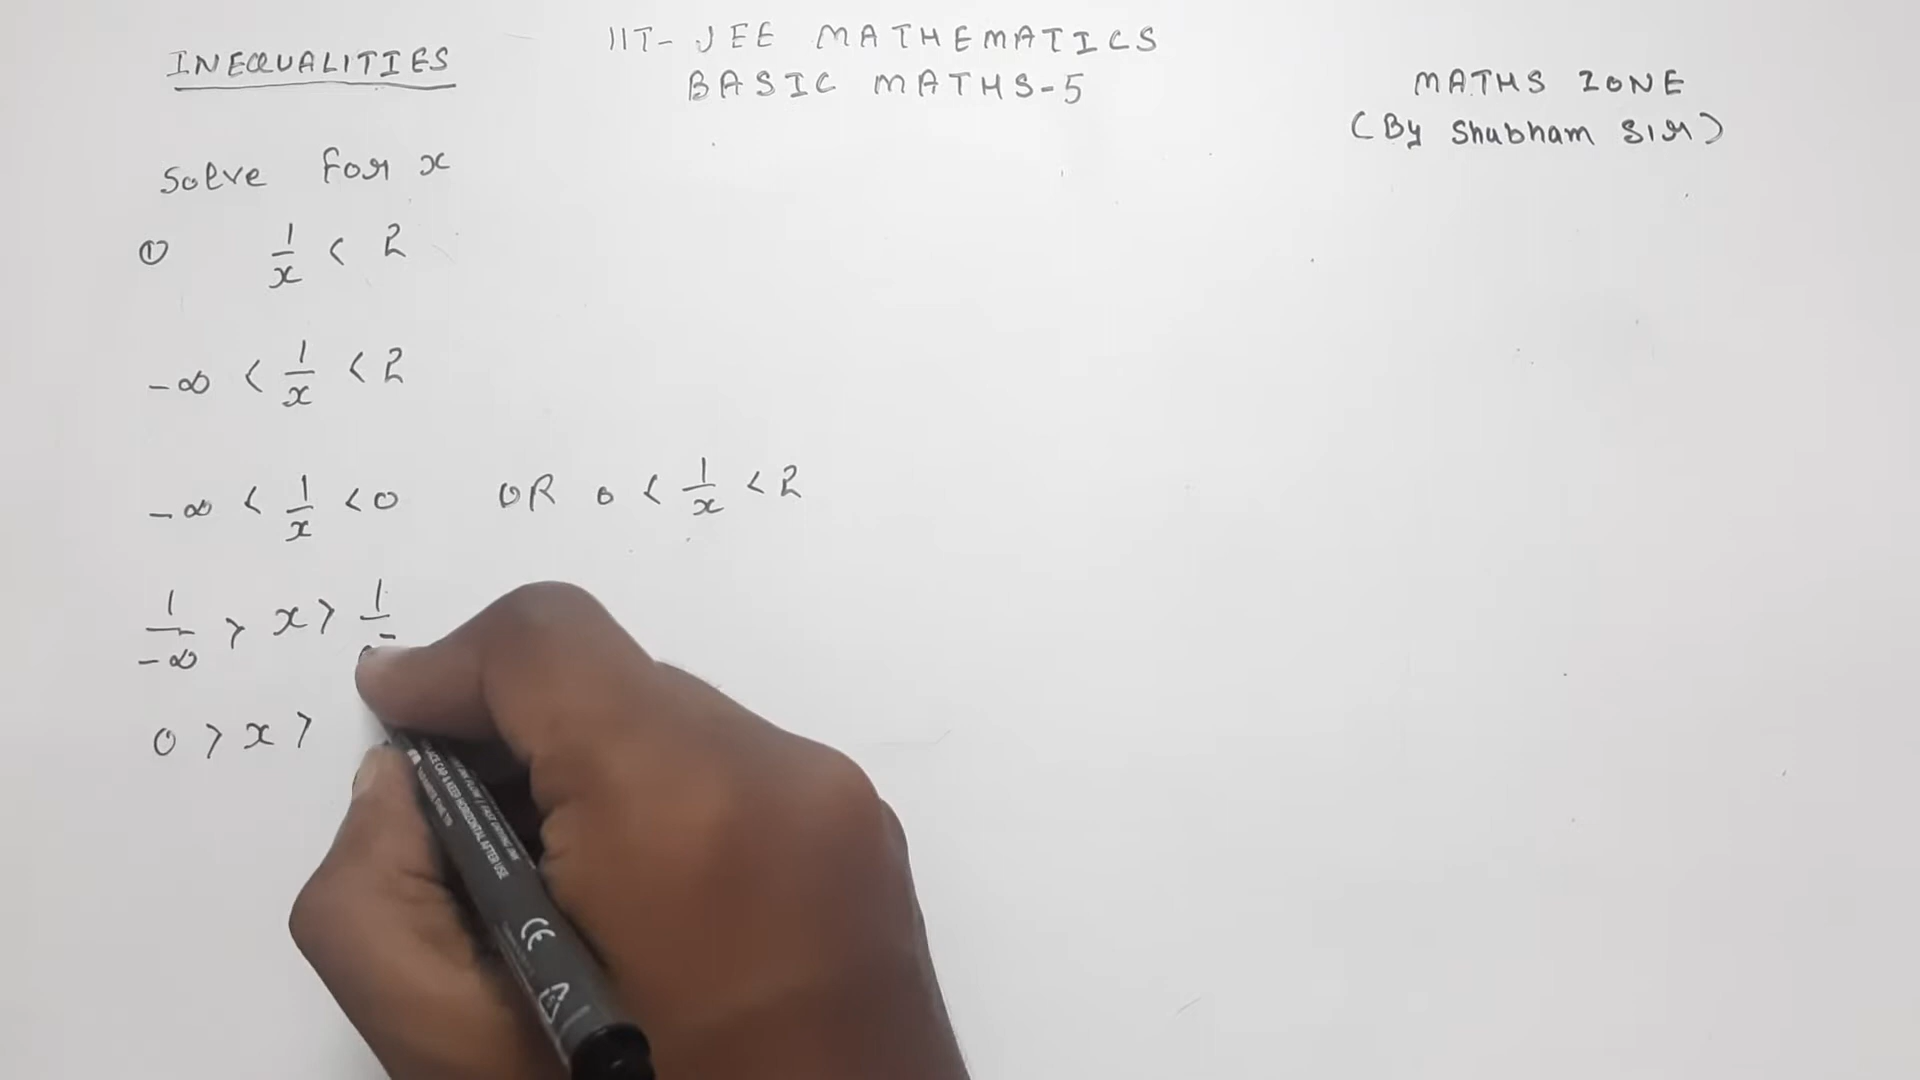 INEQUALITIES
IIT-JEE MATHEMATICS
BASIC MATHS-5
MATHS ZONE
(By Shubham SIR)
Solve For x
① 1/x < 2
-∞ < 1/x < 2
-∞ < 1/x < 0 OR 0 < 1/x < 2
1/-∞ > x > 1/
0 > x >
CE